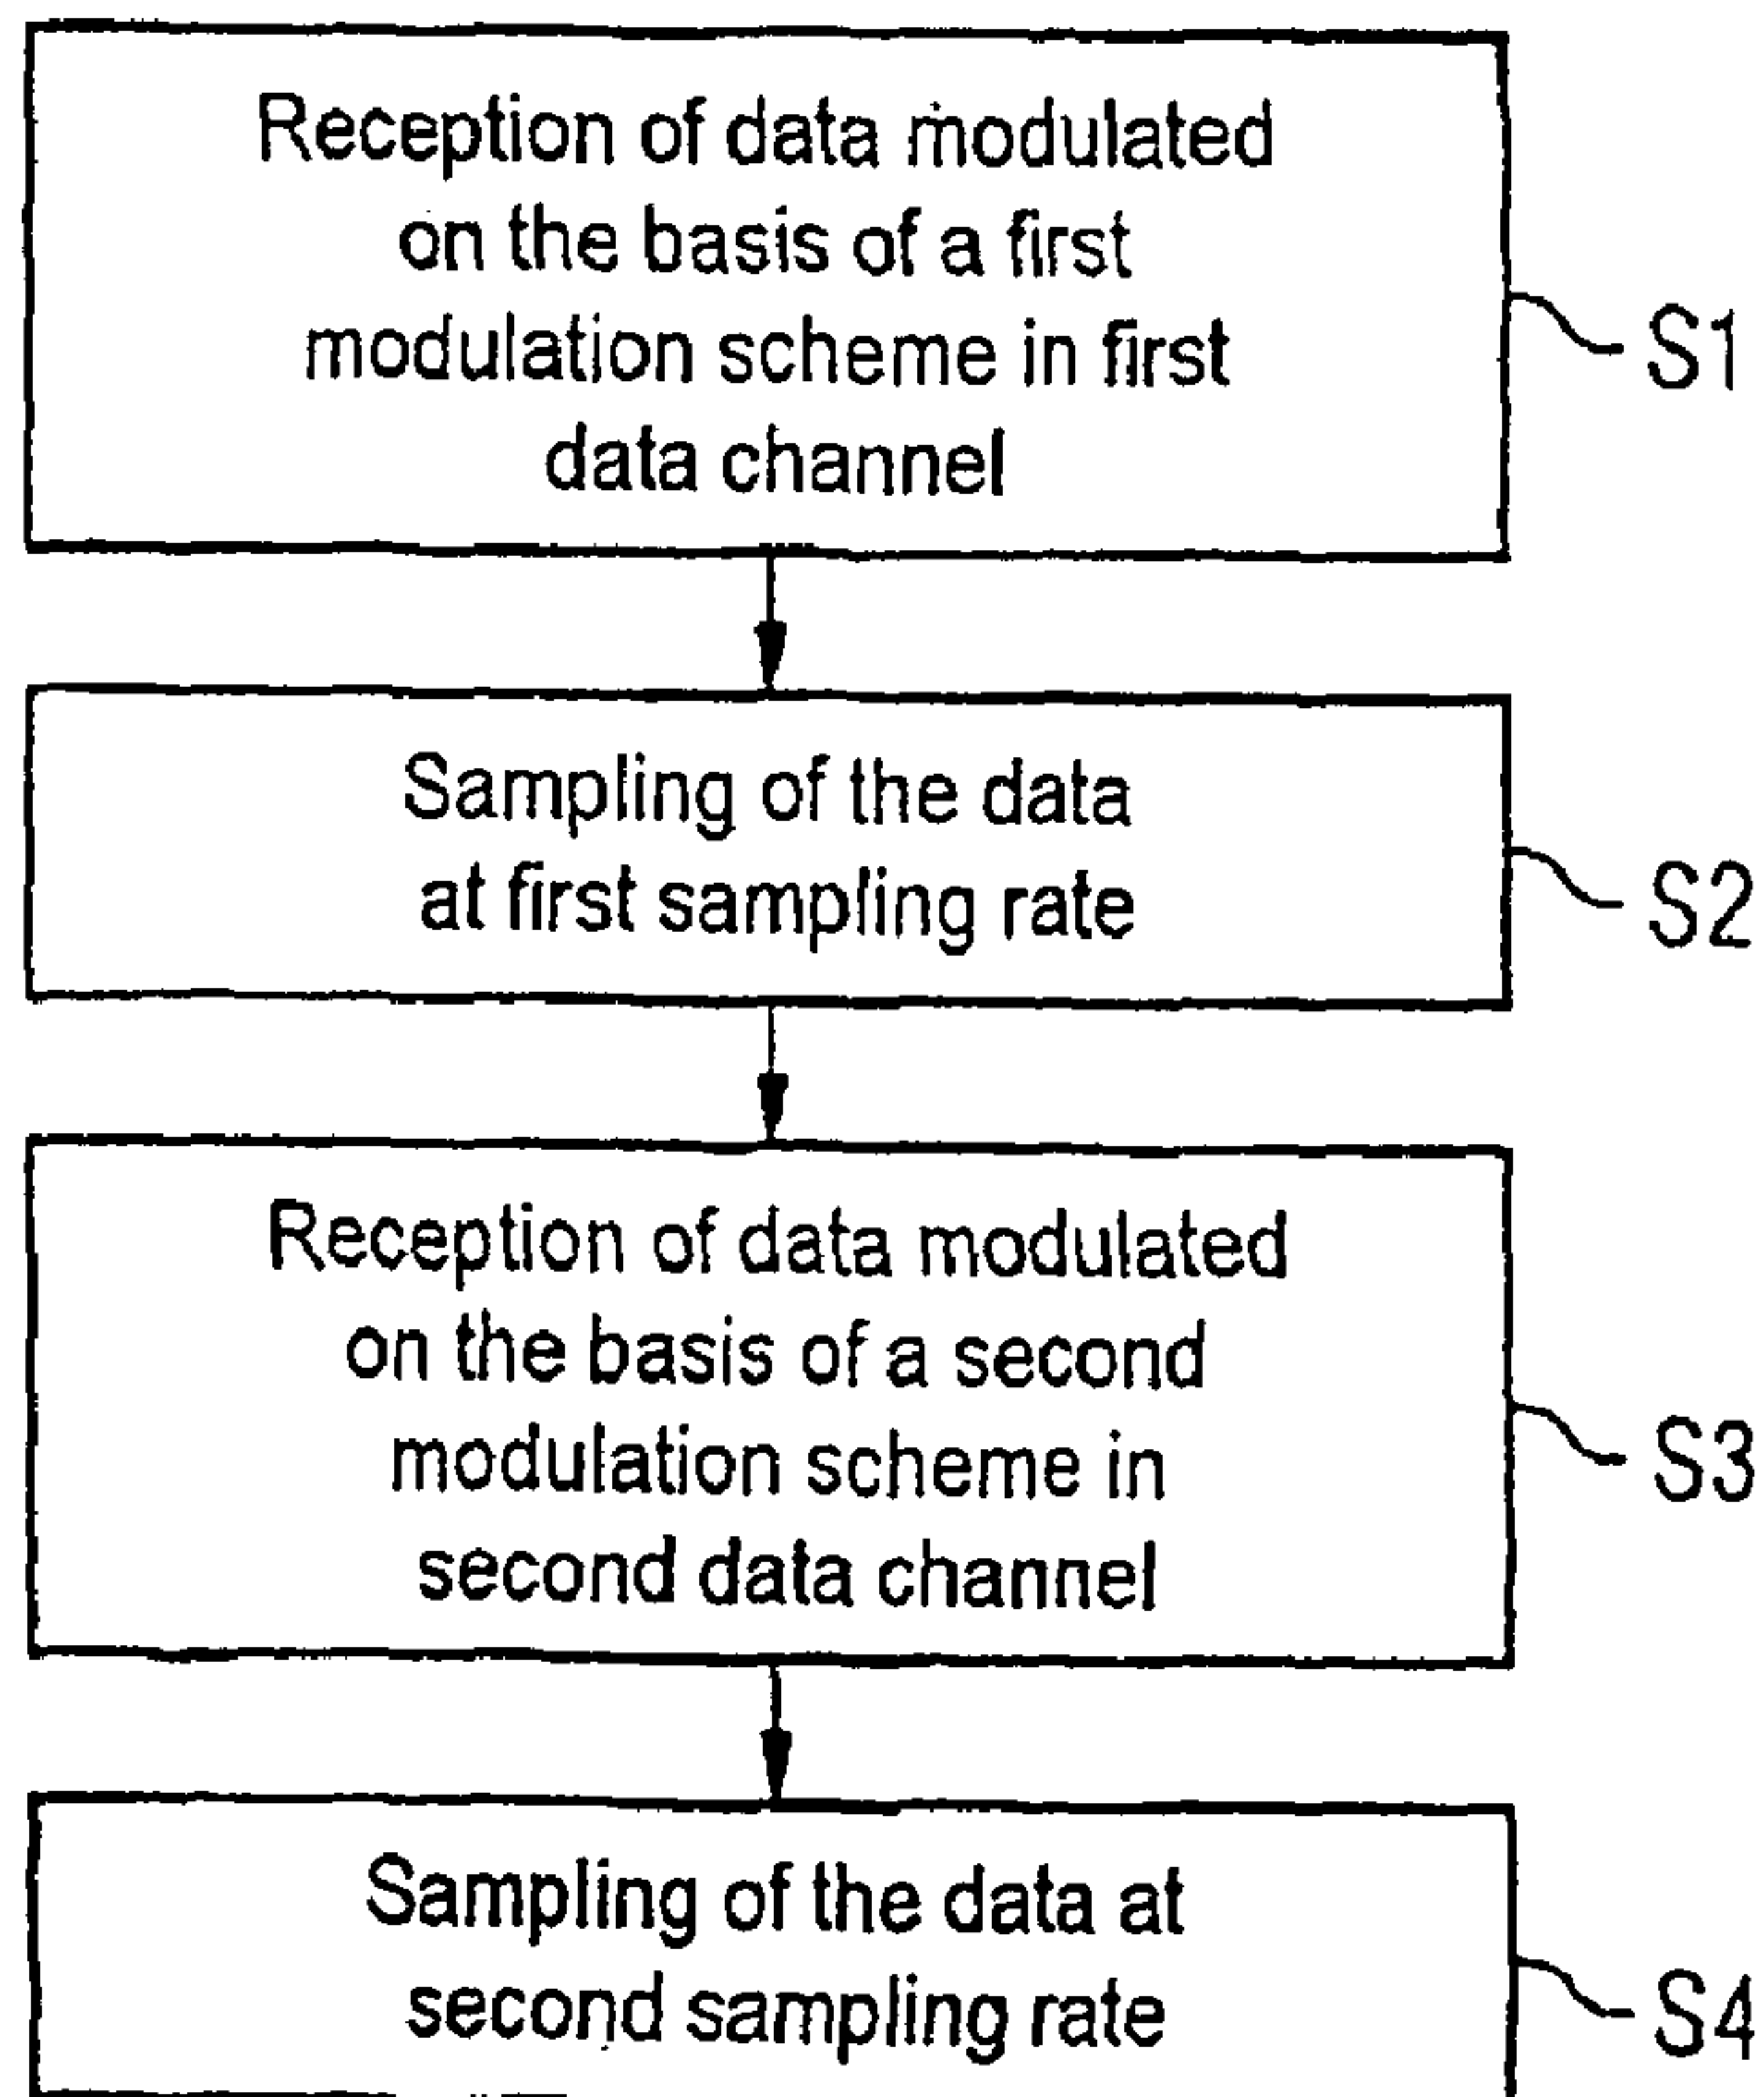 Reception of data modulated
on the basis of a first
modulation scheme in first
data channel
S1
Sampling of the data
at first sampling rate
S2
Reception of data modulated
on the basis of a second
modulation scheme in
second data channel
S3
Sampling of the data at
second sampling rate
S4